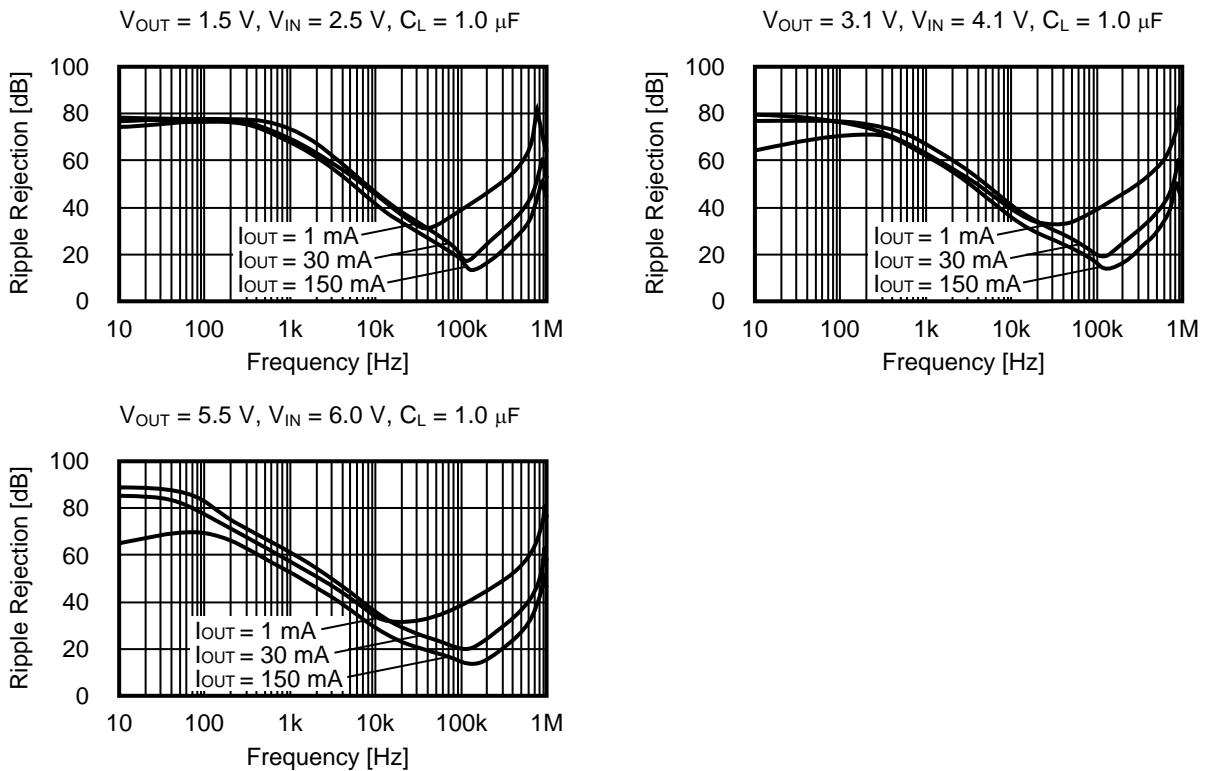 VOUT = 1.5 V, VIN = 2.5 V, CL = 1.0 μF
Ripple Rejection [dB]
100
80
60
40
20
0
IOUT = 1 mA
IOUT = 30 mA
IOUT = 150 mA
10 100 1k 10k 100k 1M
Frequency [Hz]
VOUT = 3.1 V, VIN = 4.1 V, CL = 1.0 μF
Ripple Rejection [dB]
100
80
60
40
20
0
IOUT = 1 mA
IOUT = 30 mA
IOUT = 150 mA
10 100 1k 10k 100k 1M
Frequency [Hz]
VOUT = 5.5 V, VIN = 6.0 V, CL = 1.0 μF
Ripple Rejection [dB]
100
80
60
40
20
0
IOUT = 1 mA
IOUT = 30 mA
IOUT = 150 mA
10 100 1k 10k 100k 1M
Frequency [Hz]